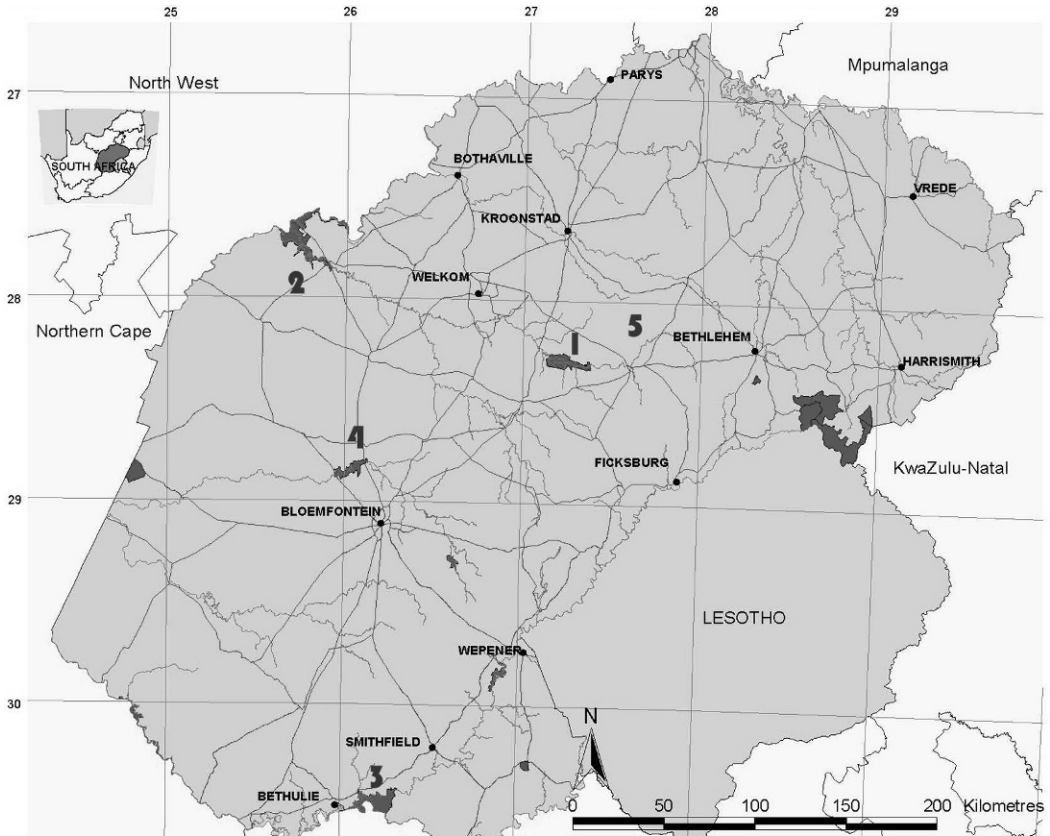 25 26 27 28 29
North West
Mpumalanga
PARYS
27
SOUTH AFRICA
BOTHAVILLE
VREDE
KROONSTAD
2
WELKOM
28
Northern Cape
1
5
BETHLEHEM
HARRISMITH
4
FICKSBURG
KwaZulu-Natal
29
BLOEMFONTEIN
LESOTHO
WEPENER
30
N
SMITHFIELD
3
BETHULIE
0 50 100 150 200 Kilometres